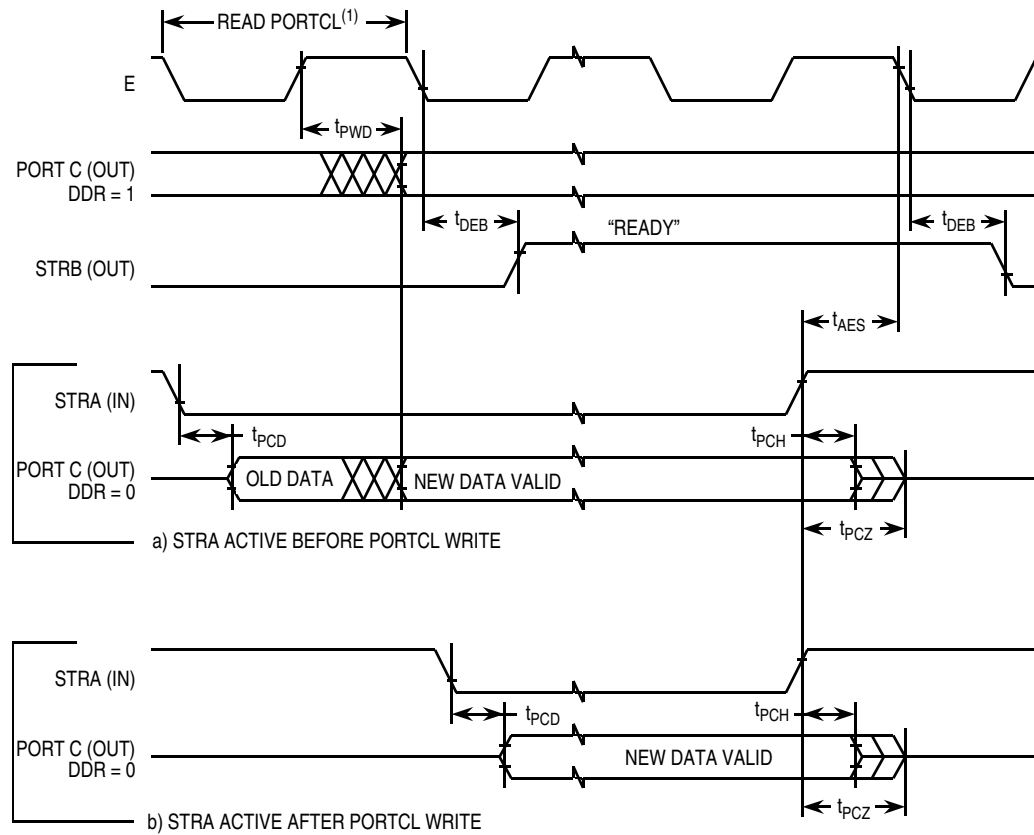 READ PORTCL(1)
E
tPWD
PORT C (OUT)
DDR = 1
tDEB
"READY"
tDEB
STRB (OUT)
tAES
STRA (IN)
tPCD
tPCH
PORT C (OUT)
DDR = 0
OLD DATA
NEW DATA VALID
tPCZ
a) STRA ACTIVE BEFORE PORTCL WRITE
STRA (IN)
tPCD
tPCH
PORT C (OUT)
DDR = 0
NEW DATA VALID
tPCZ
b) STRA ACTIVE AFTER PORTCL WRITE